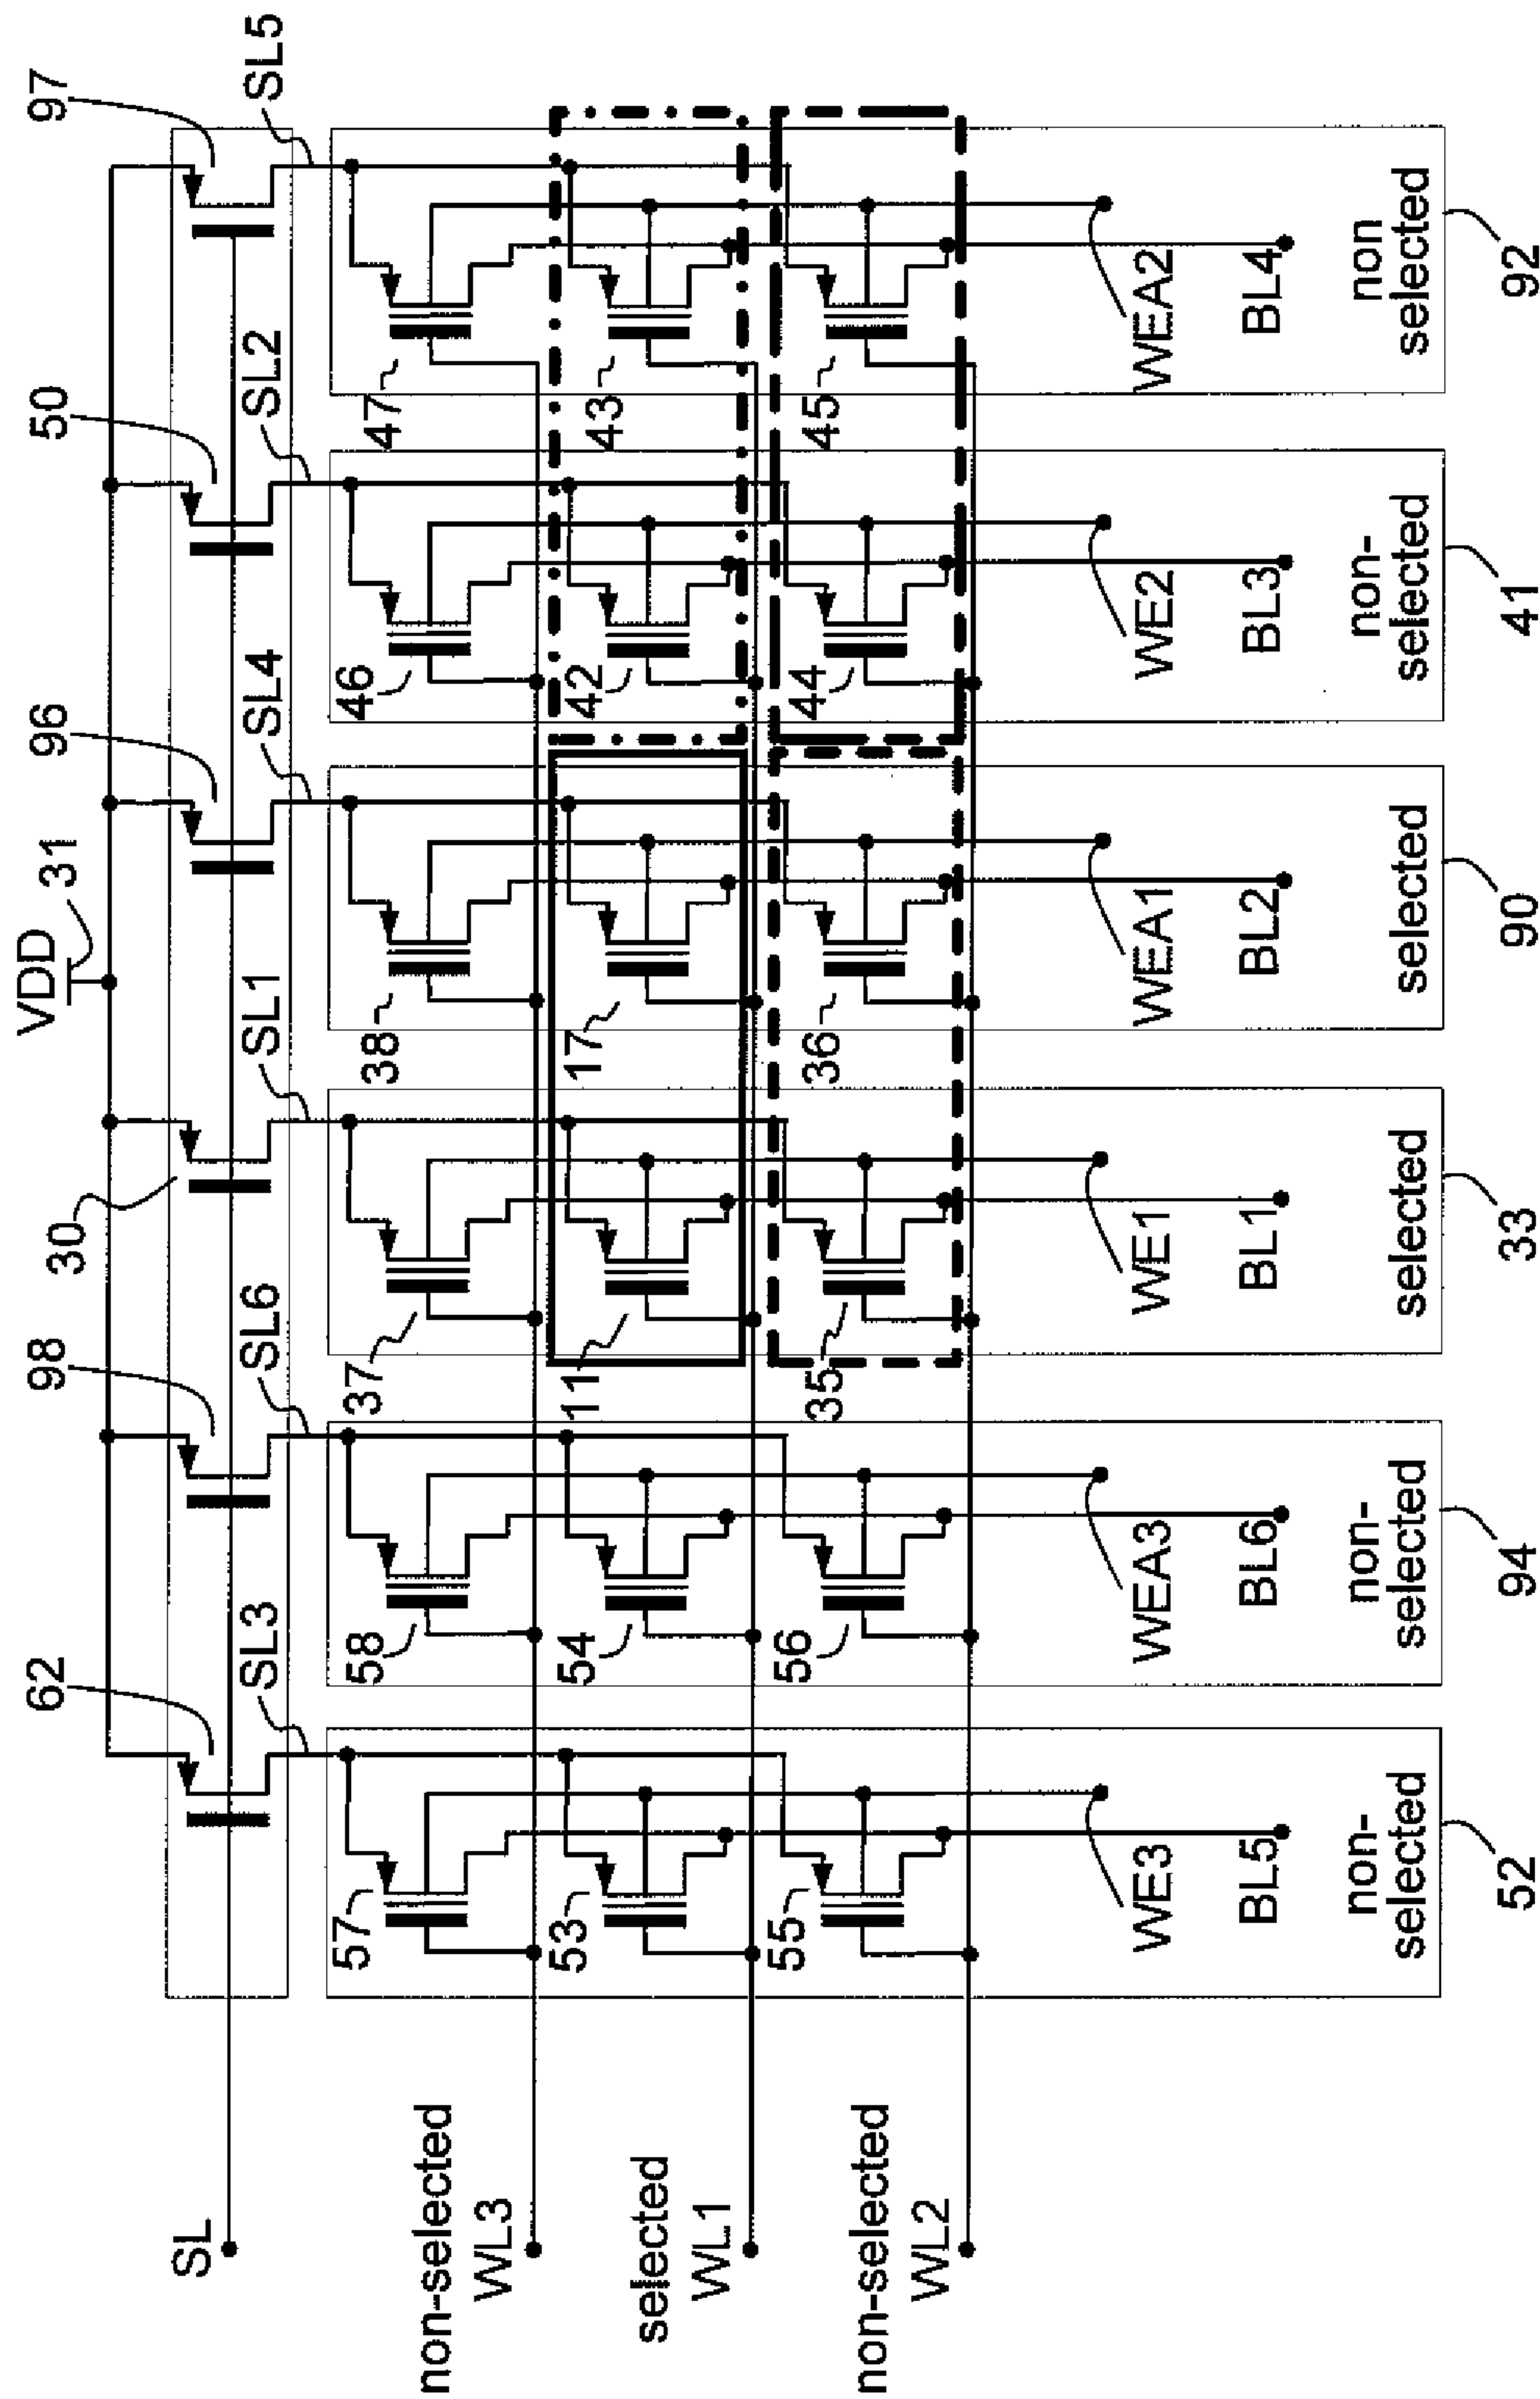 VDD
31
62
98
30
96
50
97
SL3
SL6
SL1
SL4
SL2
SL5
SL
57
58
37
38
46
47
non-selected
WL3
53
54
11
17
42
43
selected
WL1
55
56
35
36
44
45
non-selected
WL2
WE3
WEA3
WE1
WEA1
WE2
WEA2
BL5
BL6
BL1
BL2
BL3
BL4
non-
selected
non-
selected
selected
selected
non-
selected
non
selected
52
94
33
90
41
92